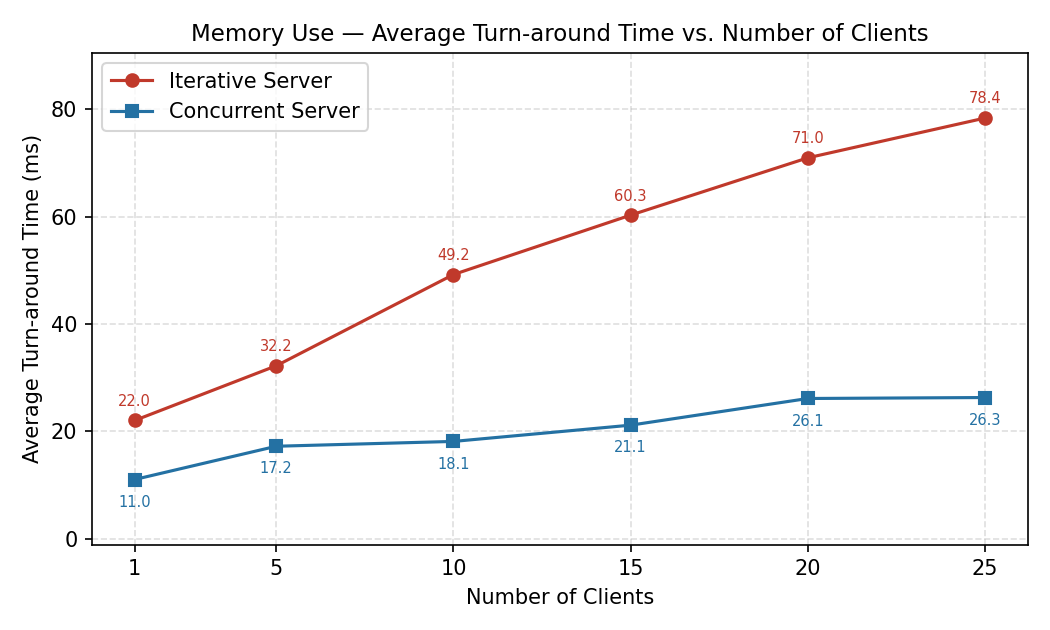 Memory Use — Average Turn-around Time vs. Number of Clients
Iterative Server
Concurrent Server
Average Turn-around Time (ms)
80
60
40
20
0
22.0
32.2
49.2
60.3
71.0
78.4
11.0
17.2
18.1
21.1
26.1
26.3
1 5 10 15 20 25
Number of Clients